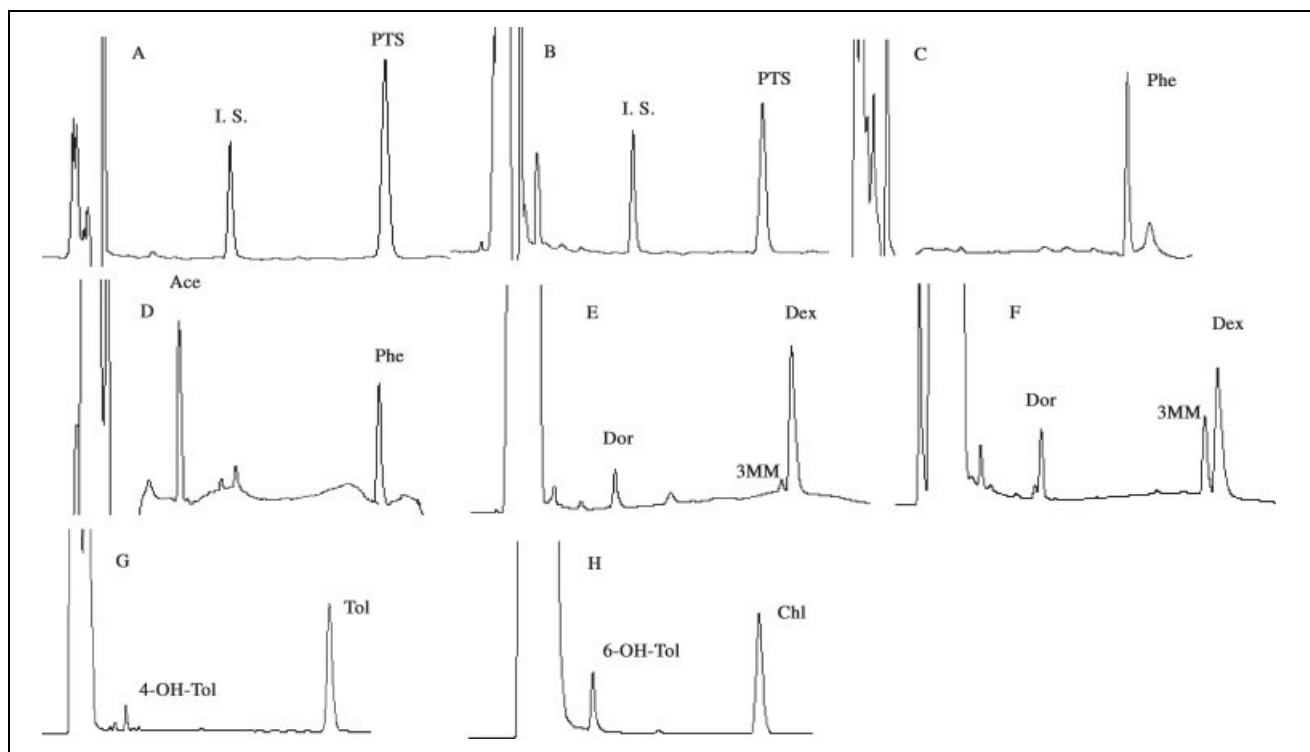 A
I. S.
PTS
B
I. S.
PTS
C
Phe
D
Ace
Phe
E
Dor
3MM
Dex
F
Dor
3MM
Dex
G
4-OH-Tol
Tol
H
6-OH-Tol
Chl